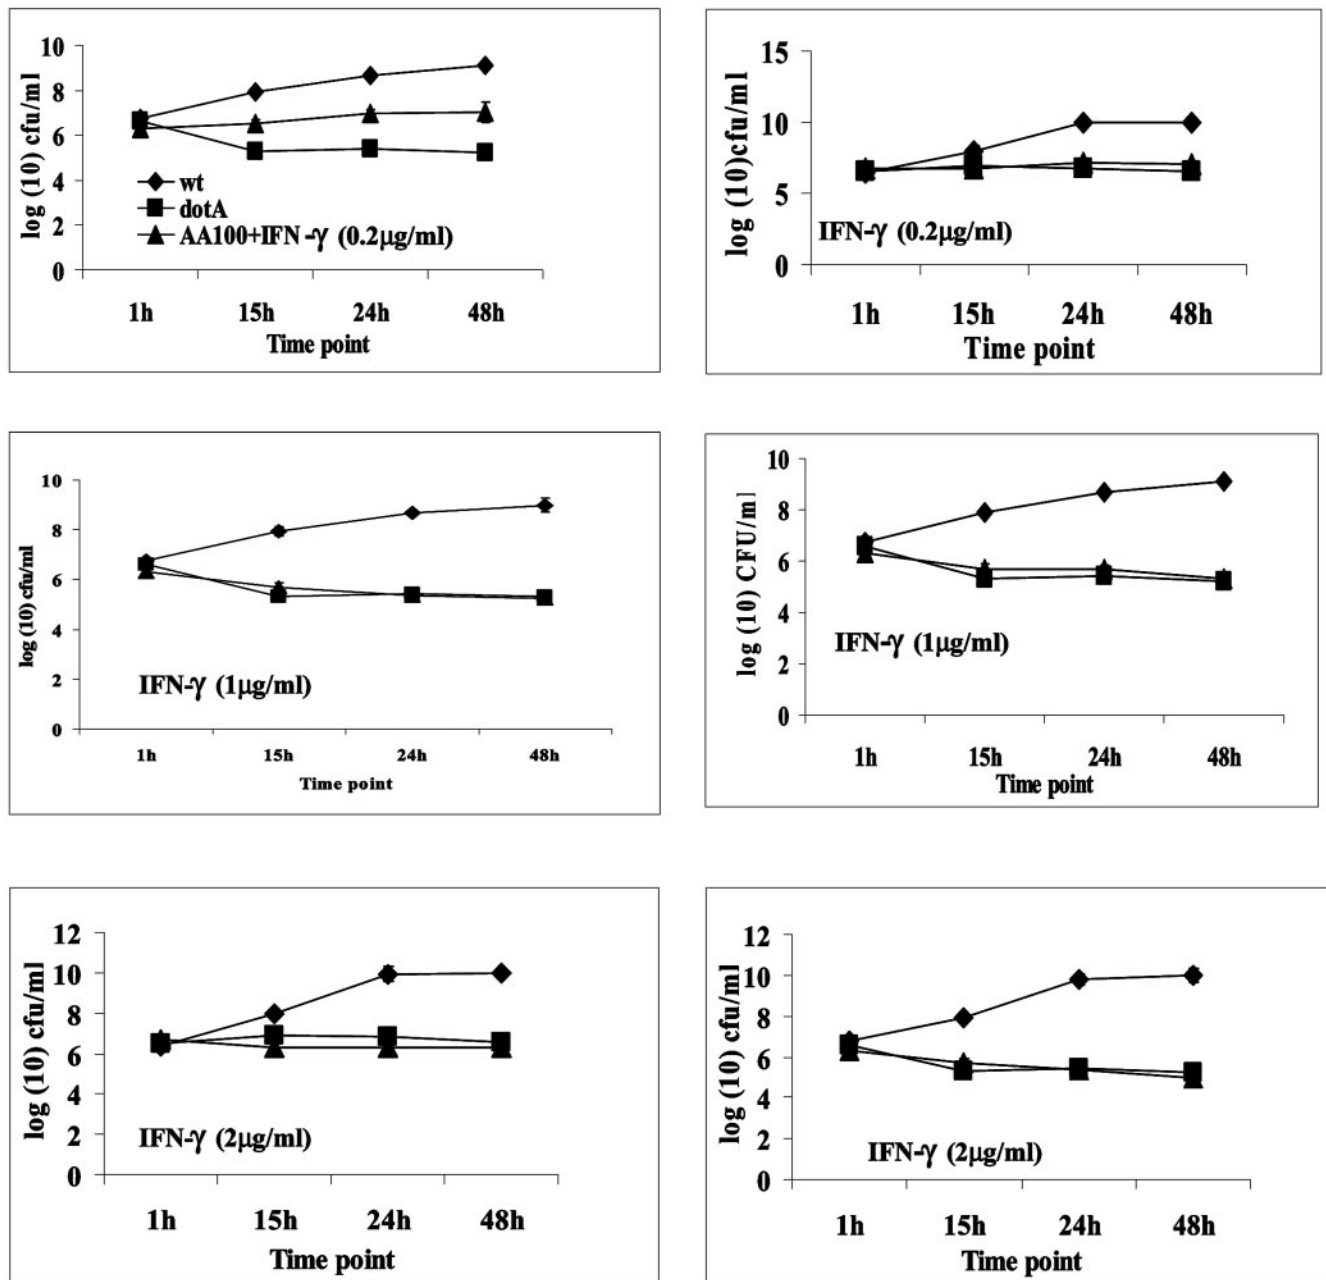 10
8
6
4
2
0
log (10) cfu/ml
wt
dotA
AA100+IFN-γ (0.2μg/ml)
1h 15h 24h 48h
Time point
15
10
5
0
log (10)cfu/ml
IFN-γ (0.2μg/ml)
1h 15h 24h 48h
Time point
10
8
6
4
2
0
log (10) cfu/ml
IFN-γ (1μg/ml)
1h 15h 24h 48h
Time point
10
8
6
4
2
0
log (10) CFU/ml
IFN-γ (1μg/ml)
1h 15h 24h 48h
Time point
12
10
8
6
4
2
0
log (10) cfu/ml
IFN-γ (2μg/ml)
1h 15h 24h 48h
Time point
12
10
8
6
4
2
0
log (10) cfu/ml
IFN-γ (2μg/ml)
1h 15h 24h 48h
Time point